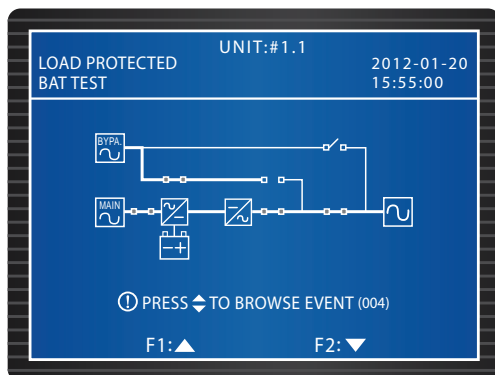 UNIT:#1.1
LOAD PROTECTED 2012-01-20
BAT TEST 15:55:00
BYPA.
MAIN
PRESS TO BROWSE EVENT (004)
F1:▲ F2:▼